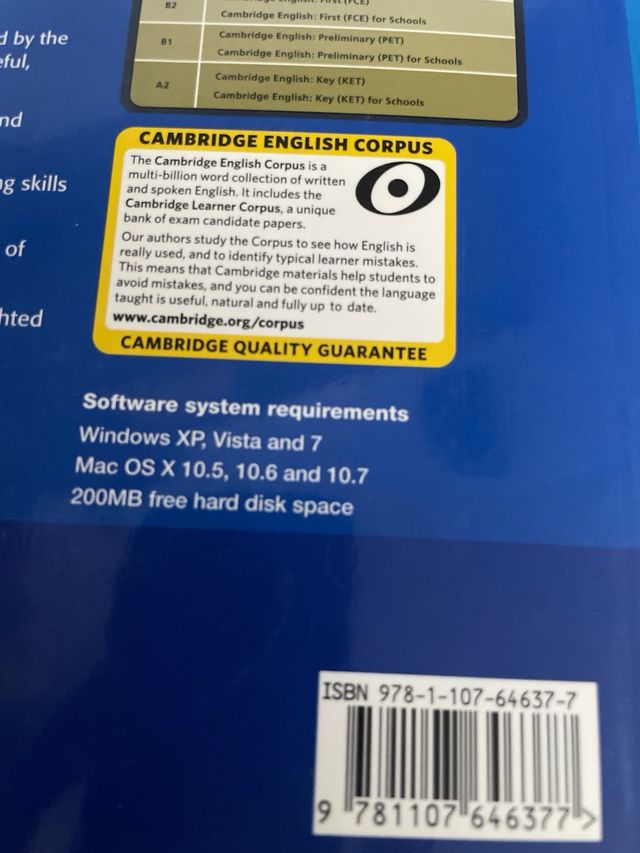 d by the
eful,
nd
ng skills
of
hted
B2
Cambridge English: First (FCE)
Cambridge English: First (FCE) for Schools
B1
Cambridge English: Preliminary (PET)
Cambridge English: Preliminary (PET) for Schools
A2
Cambridge English: Key (KET)
Cambridge English: Key (KET) for Schools
CAMBRIDGE ENGLISH CORPUS
The Cambridge English Corpus is a
multi-billion word collection of written
and spoken English. It includes the
Cambridge Learner Corpus, a unique
bank of exam candidate papers.
Our authors study the Corpus to see how English is
really used, and to identify typical learner mistakes.
This means that Cambridge materials help students to
avoid mistakes, and you can be confident the language
taught is useful, natural and fully up to date.
www.cambridge.org/corpus
CAMBRIDGE QUALITY GUARANTEE
Software system requirements
Windows XP, Vista and 7
Mac OS X 10.5, 10.6 and 10.7
200MB free hard disk space
ISBN 978-1-107-64637-7
9 781107 646377 >